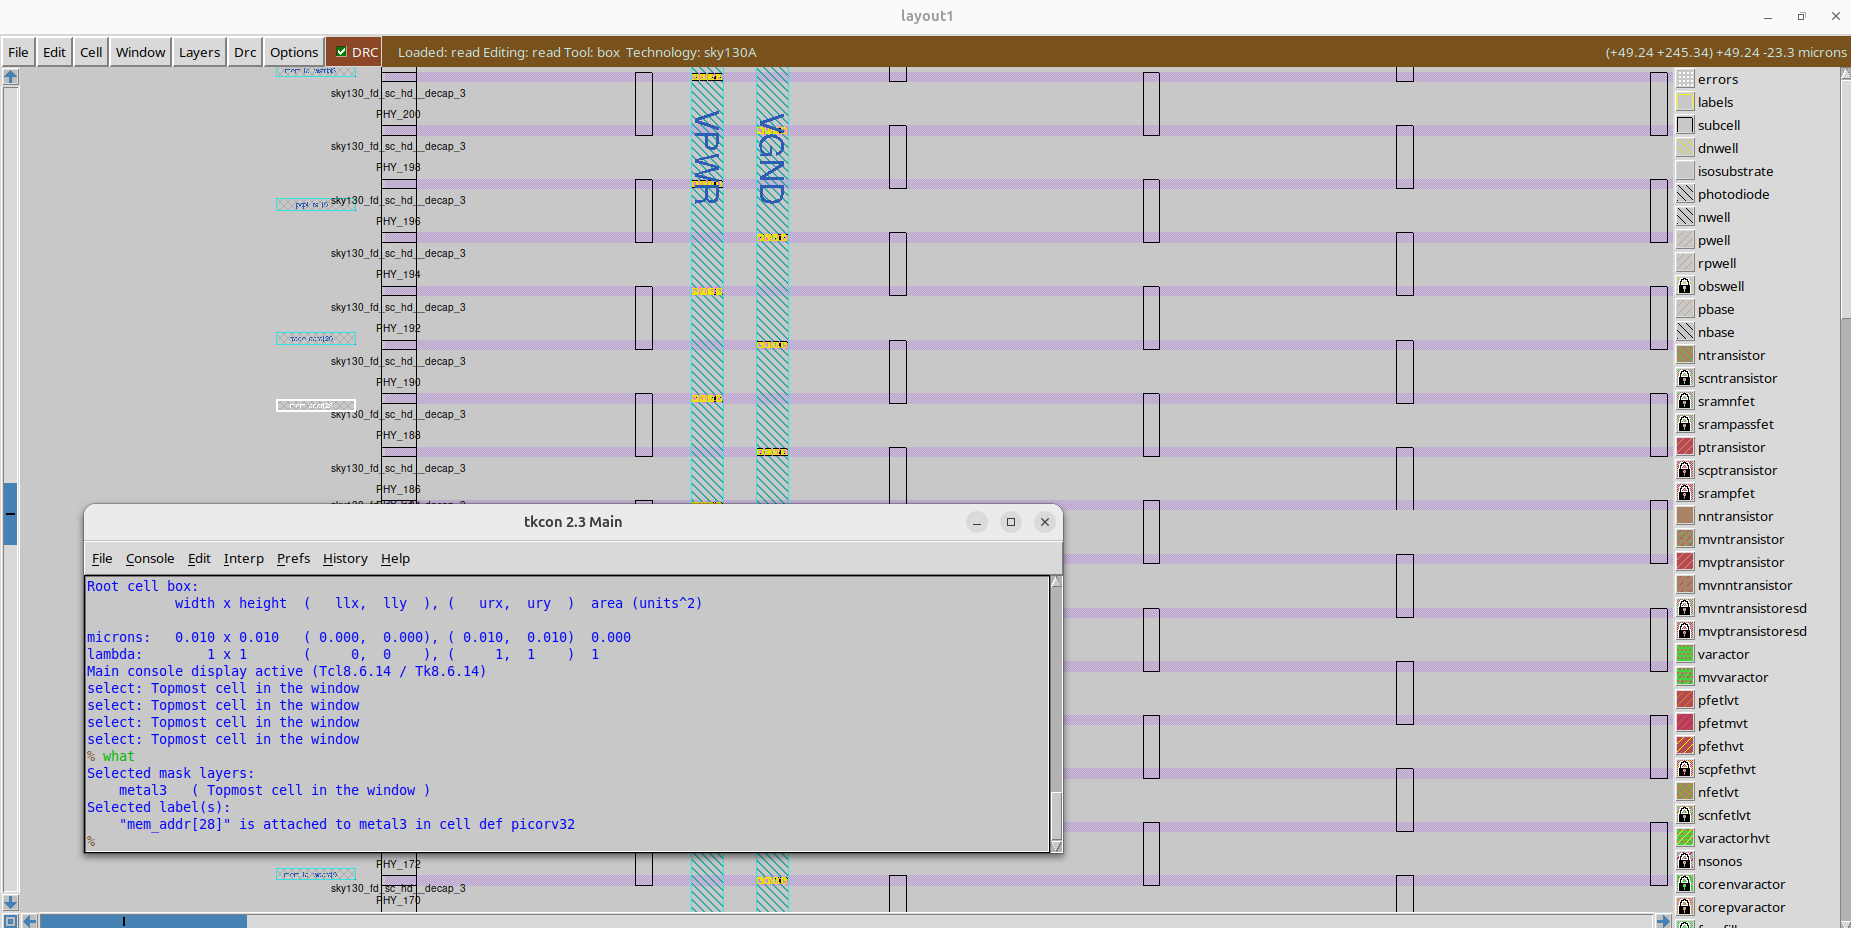 layout1
File Edit Cell Window Layers Drc Options DRC Loaded: read Editing: read Tool: box Technology: sky130A (+49.24 +245.34) +49.24 -23.3 microns
sky130_fd_sc_hd__decap_3
PHY_200
sky130_fd_sc_hd__decap_3
PHY_198
sky130_fd_sc_hd__decap_3
PHY_196
sky130_fd_sc_hd__decap_3
PHY_194
sky130_fd_sc_hd__decap_3
PHY_192
sky130_fd_sc_hd__decap_3
PHY_190
sky130_fd_sc_hd__decap_3
PHY_188
sky130_fd_sc_hd__decap_3
PHY_186
VPWR
VGND
tkcon 2.3 Main
File Console Edit Interp Prefs History Help
Root cell box:
width x height ( llx, lly ), ( urx, ury ) area (units^2)
microns: 0.010 x 0.010 ( 0.000, 0.000), ( 0.010, 0.010) 0.000
lambda: 1 x 1 ( 0, 0 ), ( 1, 1 ) 1
Main console display active (Tcl8.6.14 / Tk8.6.14)
select: Topmost cell in the window
select: Topmost cell in the window
select: Topmost cell in the window
select: Topmost cell in the window
% what
Selected mask layers:
metal3 ( Topmost cell in the window )
Selected label(s):
"mem_addr[28]" is attached to metal3 in cell def picorv32
%
PHY_172
sky130_fd_sc_hd__decap_3
PHY_170
errors
labels
subcell
dnwell
isosubstrate
photodiode
nwell
pwell
rpwell
obswell
pbase
nbase
ntransistor
scntransistor
sramnfet
srampassfet
ptransistor
scptransistor
srampfet
nntransistor
mvntransistor
mvptransistor
mvnntransistor
mvntransistoresd
mvptransistoresd
varactor
mvvaractor
pfetlvt
pfetmvt
pfethvt
scpfethvt
nfetlvt
scnfetlvt
varactorhvt
nsonos
corenvaractor
corepvaractor